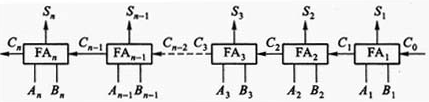 Sₙ Sₙ₋₁ S₃ S₂ S₁
Cₙ FAₙ Cₙ₋₁ FAₙ₋₁ Cₙ₋₂ C₃ FA₃ C₂ FA₂ C₁ FA₁ C₀
Aₙ Bₙ Aₙ₋₁ Bₙ₋₁ A₃ B₃ A₂ B₂ A₁ B₁